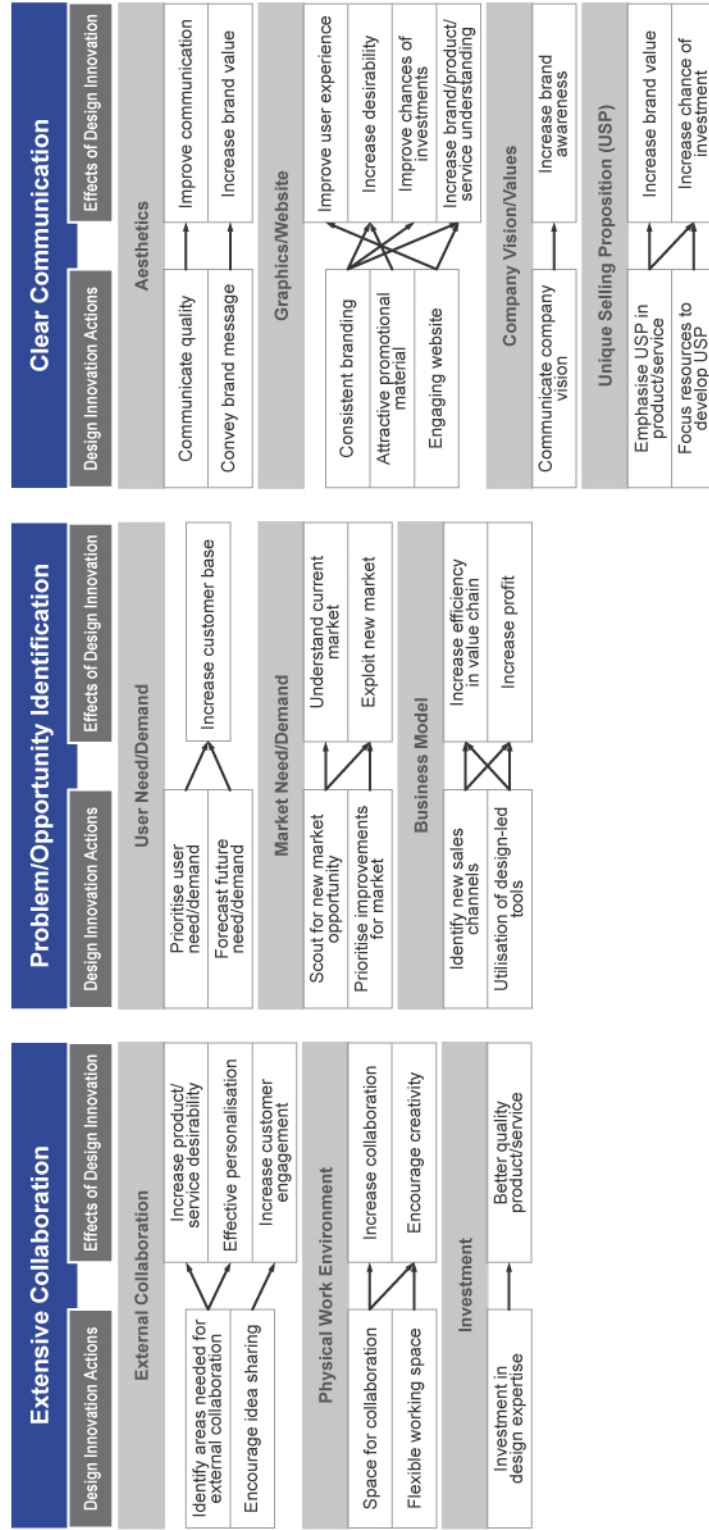 Extensive Collaboration
Design Innovation Actions
Effects of Design Innovation
External Collaboration
Identify areas needed for
external collaboration
Encourage idea sharing
Increase product/
service desirability
Effective personalisation
Increase customer
engagement
Physical Work Environment
Space for collaboration
Flexible working space
Increase collaboration
Encourage creativity
Investment
Investment in
design expertise
Better quality
product/service
Problem/Opportunity Identification
Design Innovation Actions
Effects of Design Innovation
User Need/Demand
Prioritise user
need/demand
Forecast future
need/demand
Increase customer base
Market Need/Demand
Scout for new market
opportunity
Prioritise improvements
for market
Understand current
market
Exploit new market
Business Model
Identify new sales
channels
Utilisation of design-led
tools
Increase efficiency
in value chain
Increase profit
Clear Communication
Design Innovation Actions
Effects of Design Innovation
Aesthetics
Communicate quality
Convey brand message
Improve communication
Increase brand value
Graphics/Website
Consistent branding
Attractive promotional
material
Engaging website
Improve user experience
Increase desirability
Improve chances of
investments
Increase brand/product/
service understanding
Company Vision/Values
Communicate company
vision
Increase brand
awareness
Unique Selling Proposition (USP)
Emphasise USP in
product/service
Focus resources to
develop USP
Increase brand value
Increase chance of
investment